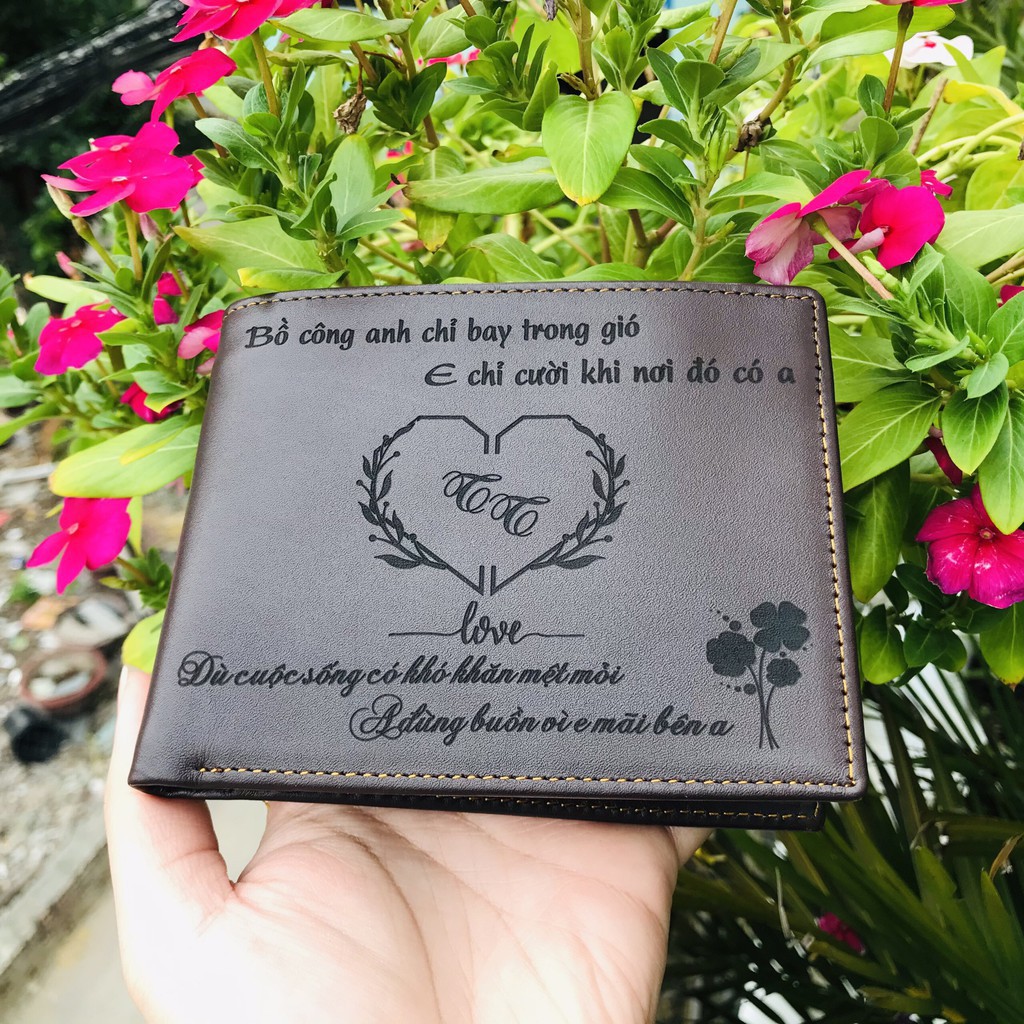 Bồ công anh chỉ bay trong gió
E chỉ cười khi nơi đó có a
T T
love
Dù cuộc sống có khó khăn mệt mỏi
A đừng buồn vì e mãi bên a